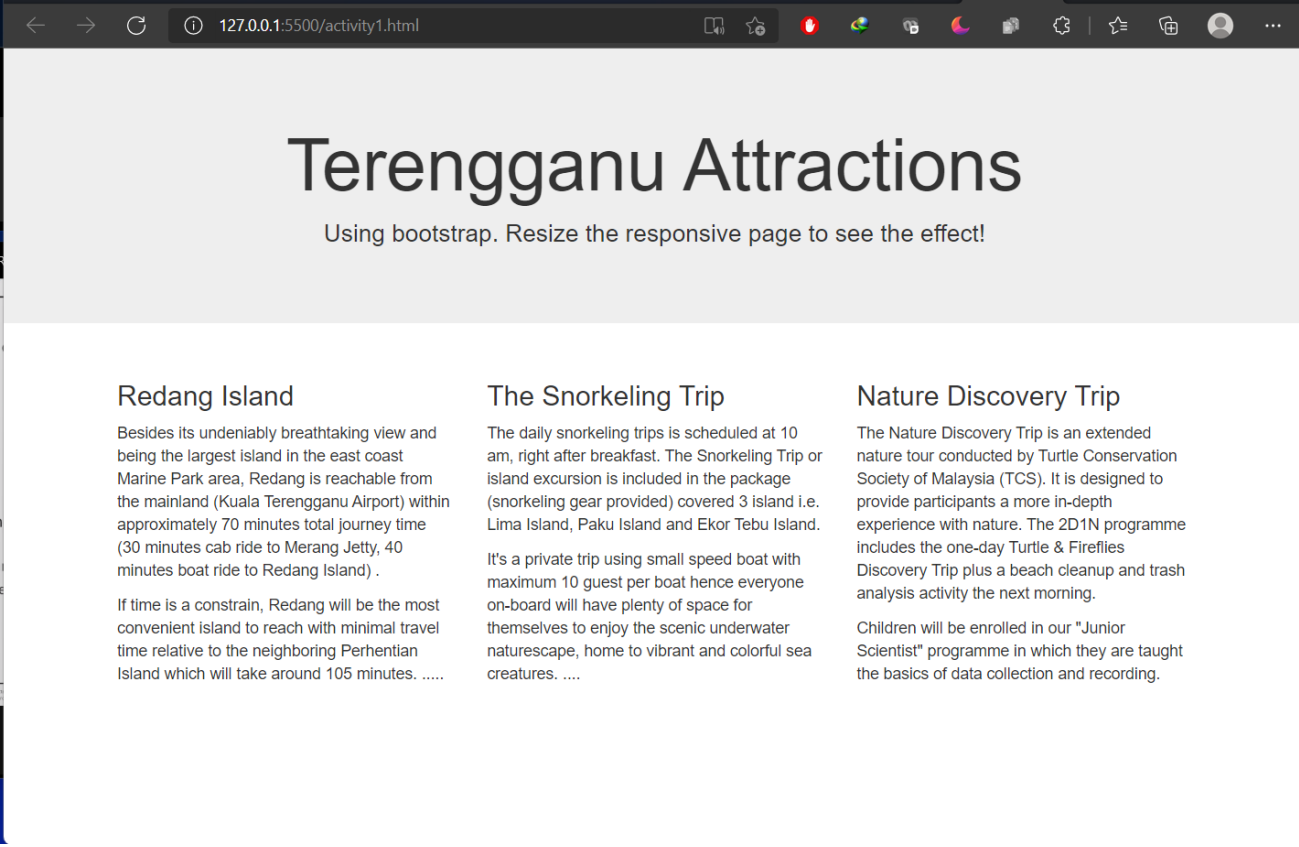 127.0.0.1:5500/activity1.html
Terengganu Attractions
Using bootstrap. Resize the responsive page to see the effect!
Redang Island
Besides its undeniably breathtaking view and
being the largest island in the east coast
Marine Park area, Redang is reachable from
the mainland (Kuala Terengganu Airport) within
approximately 70 minutes total journey time
(30 minutes cab ride to Merang Jetty, 40
minutes boat ride to Redang Island) .
If time is a constrain, Redang will be the most
convenient island to reach with minimal travel
time relative to the neighboring Perhentian
Island which will take around 105 minutes. .....
The Snorkeling Trip
The daily snorkeling trips is scheduled at 10
am, right after breakfast. The Snorkeling Trip or
island excursion is included in the package
(snorkeling gear provided) covered 3 island i.e.
Lima Island, Paku Island and Ekor Tebu Island.
It's a private trip using small speed boat with
maximum 10 guest per boat hence everyone
on-board will have plenty of space for
themselves to enjoy the scenic underwater
naturescape, home to vibrant and colorful sea
creatures. ....
Nature Discovery Trip
The Nature Discovery Trip is an extended
nature tour conducted by Turtle Conservation
Society of Malaysia (TCS). It is designed to
provide participants a more in-depth
experience with nature. The 2D1N programme
includes the one-day Turtle & Fireflies
Discovery Trip plus a beach cleanup and trash
analysis activity the next morning.
Children will be enrolled in our "Junior
Scientist" programme in which they are taught
the basics of data collection and recording.